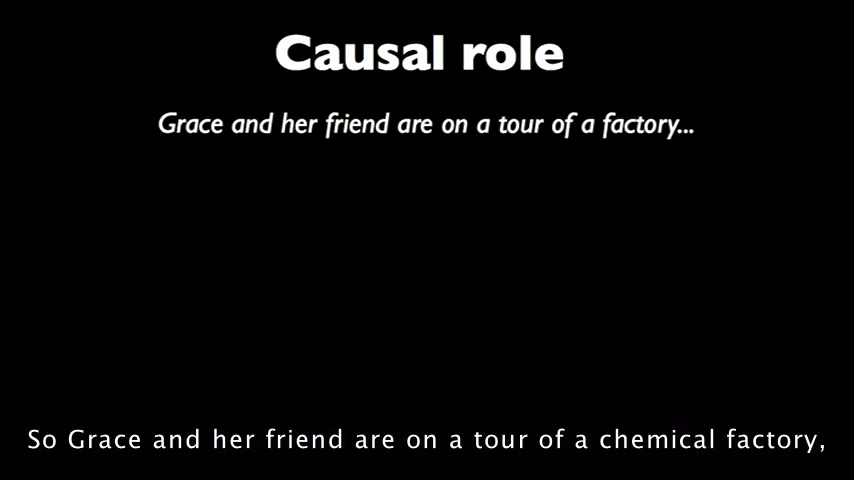 Causal role
Grace and her friend are on a tour of a factory...
So Grace and her friend are on a tour of a chemical factory,